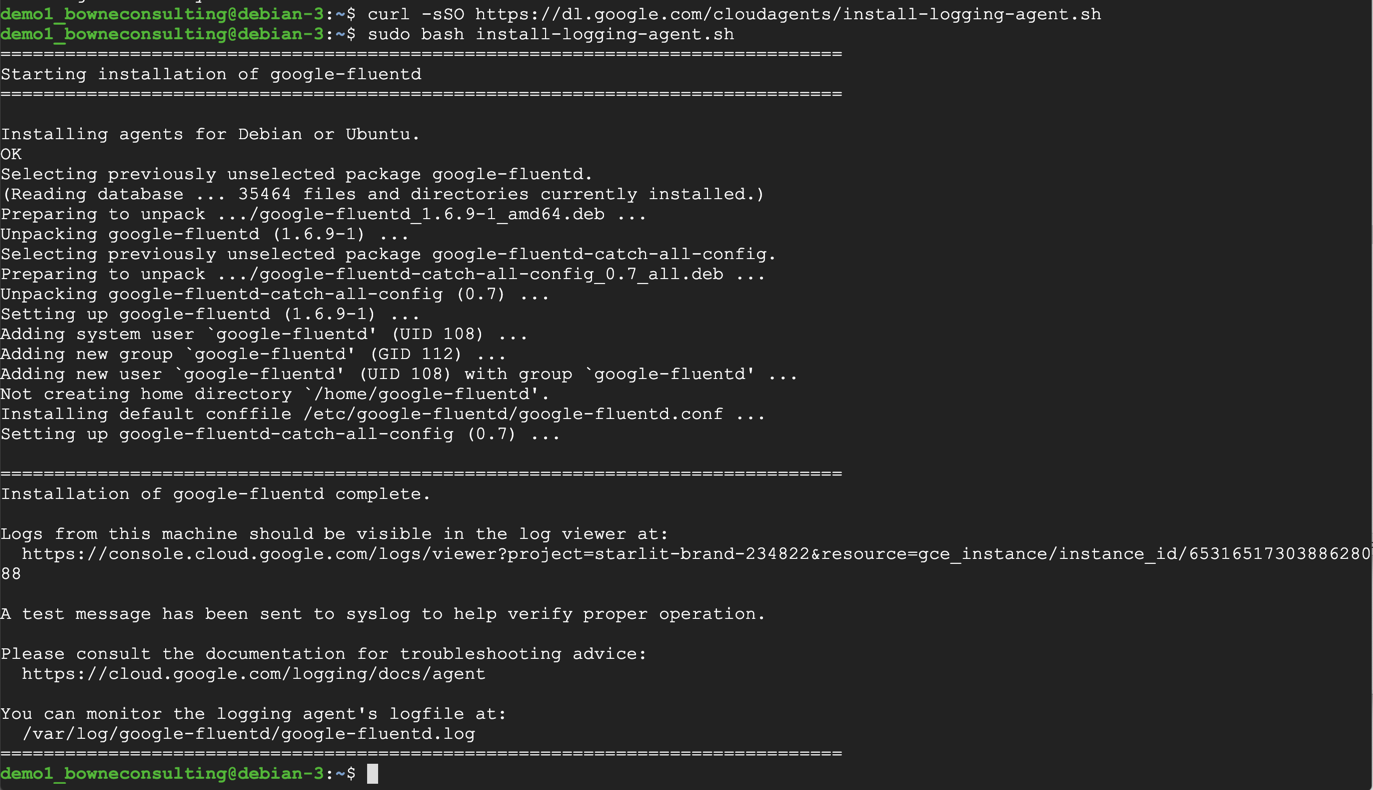 demo1_bowneconsulting@debian-3:~$ curl -sSO https://dl.google.com/cloudagents/install-logging-agent.sh
demo1_bowneconsulting@debian-3:~$ sudo bash install-logging-agent.sh
==============================================================================
Starting installation of google-fluentd
==============================================================================

Installing agents for Debian or Ubuntu.
OK
Selecting previously unselected package google-fluentd.
(Reading database ... 35464 files and directories currently installed.)
Preparing to unpack .../google-fluentd_1.6.9-1_amd64.deb ...
Unpacking google-fluentd (1.6.9-1) ...
Selecting previously unselected package google-fluentd-catch-all-config.
Preparing to unpack .../google-fluentd-catch-all-config_0.7_all.deb ...
Unpacking google-fluentd-catch-all-config (0.7) ...
Setting up google-fluentd (1.6.9-1) ...
Adding system user `google-fluentd' (UID 108) ...
Adding new group `google-fluentd' (GID 112) ...
Adding new user `google-fluentd' (UID 108) with group `google-fluentd' ...
Not creating home directory `/home/google-fluentd'.
Installing default conffile /etc/google-fluentd/google-fluentd.conf ...
Setting up google-fluentd-catch-all-config (0.7) ...

==============================================================================
Installation of google-fluentd complete.

Logs from this machine should be visible in the log viewer at:
  https://console.cloud.google.com/logs/viewer?project=starlit-brand-234822&resource=gce_instance/instance_id/65316517303886280
88

A test message has been sent to syslog to help verify proper operation.

Please consult the documentation for troubleshooting advice:
  https://cloud.google.com/logging/docs/agent

You can monitor the logging agent's logfile at:
  /var/log/google-fluentd/google-fluentd.log
==============================================================================
demo1_bowneconsulting@debian-3:~$